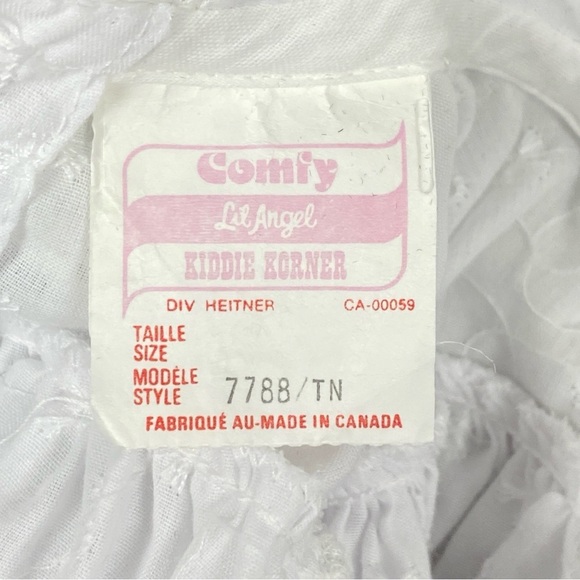 Comfy
Lil Angel
KIDDIE KORNER
DIV HEITNER CA-00059
TAILLE
SIZE
MODÈLE
STYLE 7788/TN
FABRIQUÉ AU-MADE IN CANADA